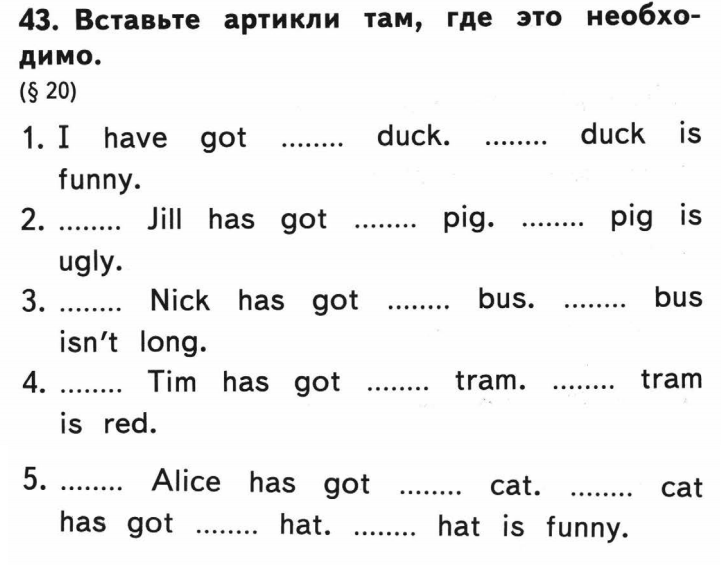 43. Вставьте артикли там, где это необхо-
димо.
(§ 20)
1. I have got ........ duck. ........ duck is
funny.
2. ........ Jill has got ........ pig. ........ pig is
ugly.
3. ........ Nick has got ........ bus. ........ bus
isn't long.
4. ........ Tim has got ........ tram. ........ tram
is red.
5. ........ Alice has got ........ cat. ........ cat
has got ........ hat. ........ hat is funny.